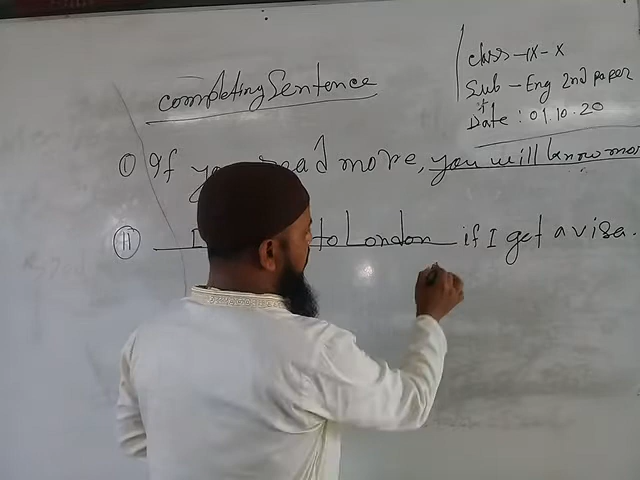 Completing Sentence
Class - IX - X
Sub - Eng 2nd paper
Date : 01.10.20
(i) If you read more, you will know more
(ii) I to London if I get a visa.